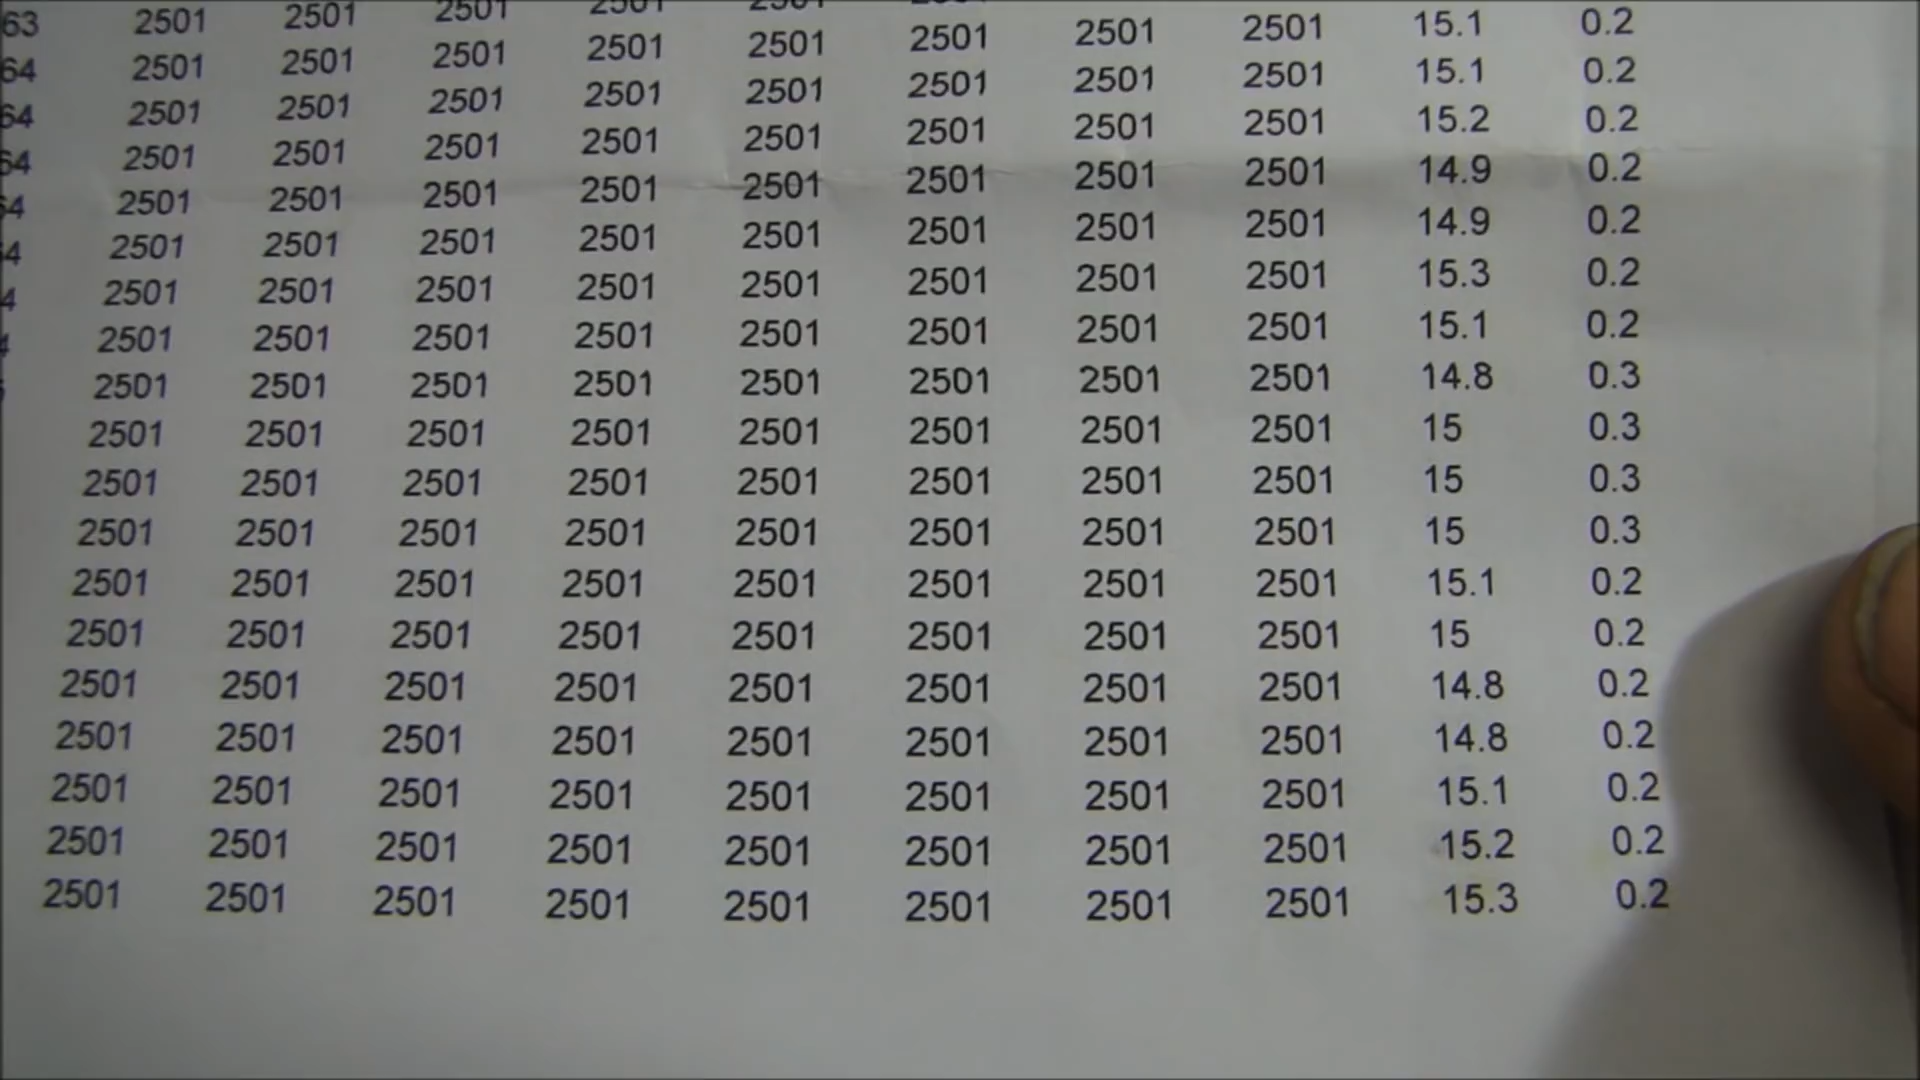 63 2501 2501 2501 2501
64 2501 2501 2501 2501 2501 2501 2501 2501 15.1 0.2
64 2501 2501 2501 2501 2501 2501 2501 2501 15.1 0.2
64 2501 2501 2501 2501 2501 2501 2501 2501 15.2 0.2
64 2501 2501 2501 2501 2501 2501 2501 2501 14.9 0.2
4 2501 2501 2501 2501 2501 2501 2501 2501 14.9 0.2
4 2501 2501 2501 2501 2501 2501 2501 2501 15.3 0.2
2501 2501 2501 2501 2501 2501 2501 2501 15.1 0.2
2501 2501 2501 2501 2501 2501 2501 2501 14.8 0.3
2501 2501 2501 2501 2501 2501 2501 2501 15 0.3
2501 2501 2501 2501 2501 2501 2501 2501 15 0.3
2501 2501 2501 2501 2501 2501 2501 2501 15 0.3
2501 2501 2501 2501 2501 2501 2501 2501 15.1 0.2
2501 2501 2501 2501 2501 2501 2501 2501 15 0.2
2501 2501 2501 2501 2501 2501 2501 2501 14.8 0.2
2501 2501 2501 2501 2501 2501 2501 2501 14.8 0.2
2501 2501 2501 2501 2501 2501 2501 2501 15.1 0.2
2501 2501 2501 2501 2501 2501 2501 2501 15.2 0.2
2501 2501 2501 2501 2501 2501 2501 2501 15.3 0.2